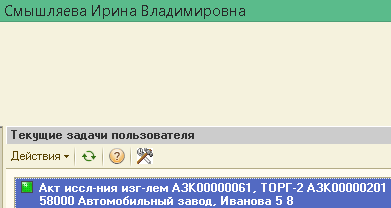 Смышляева Ирина Владимировна
Текущие задачи пользователя
Действия
Акт иссл-ния изг-лем АЗК00000061, ТОРГ-2 АЗК00000201
58000 Автомобильный завод, Иванова 5 8